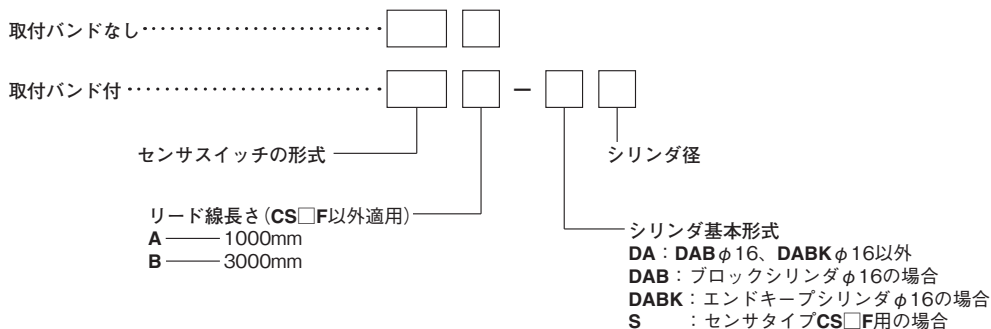 取付バンドなし‥‥‥‥‥‥‥‥‥‥‥‥‥
取付バンド付‥‥‥‥‥‥‥‥‥‥‥‥‥‥ －
センサスイッチの形式
シリンダ径
リード線長さ(CS□F以外適用)
A 1000mm
B 3000mm
シリンダ基本形式
DA：DABφ16、DABKφ16以外
DAB：ブロックシリンダφ16の場合
DABK：エンドキープシリンダφ16の場合
S ：センサタイプCS□F用の場合